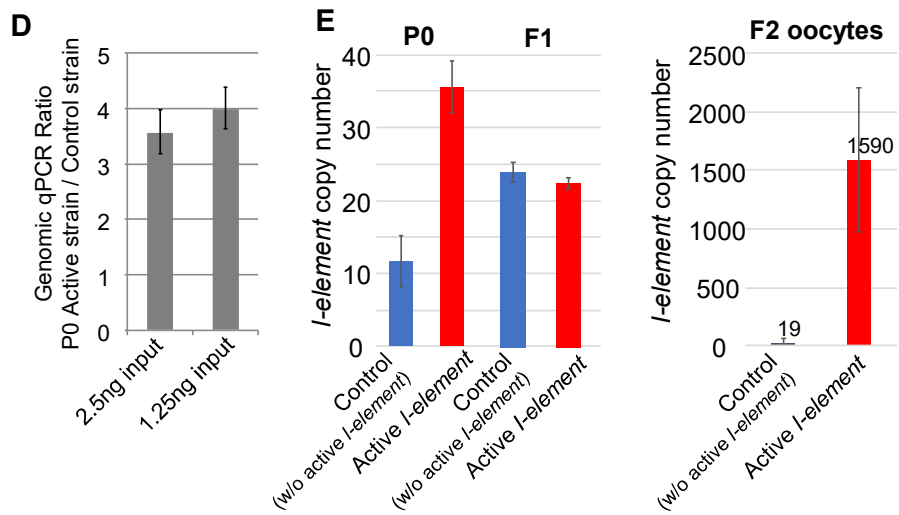 D
Genomic qPCR Ratio
P0 Active strain / Control strain
5
4
3
2
1
0
2.5ng input
1.25ng input
E
P0
F1
I-element copy number
40
30
20
10
0
Control
(w/o active I-element)
Active I-element
Control
(w/o active I-element)
Active I-element
F2 oocytes
I-element copy number
2500
2000
1500
1000
500
0
19
1590
Control
(w/o active I-element)
Active I-element